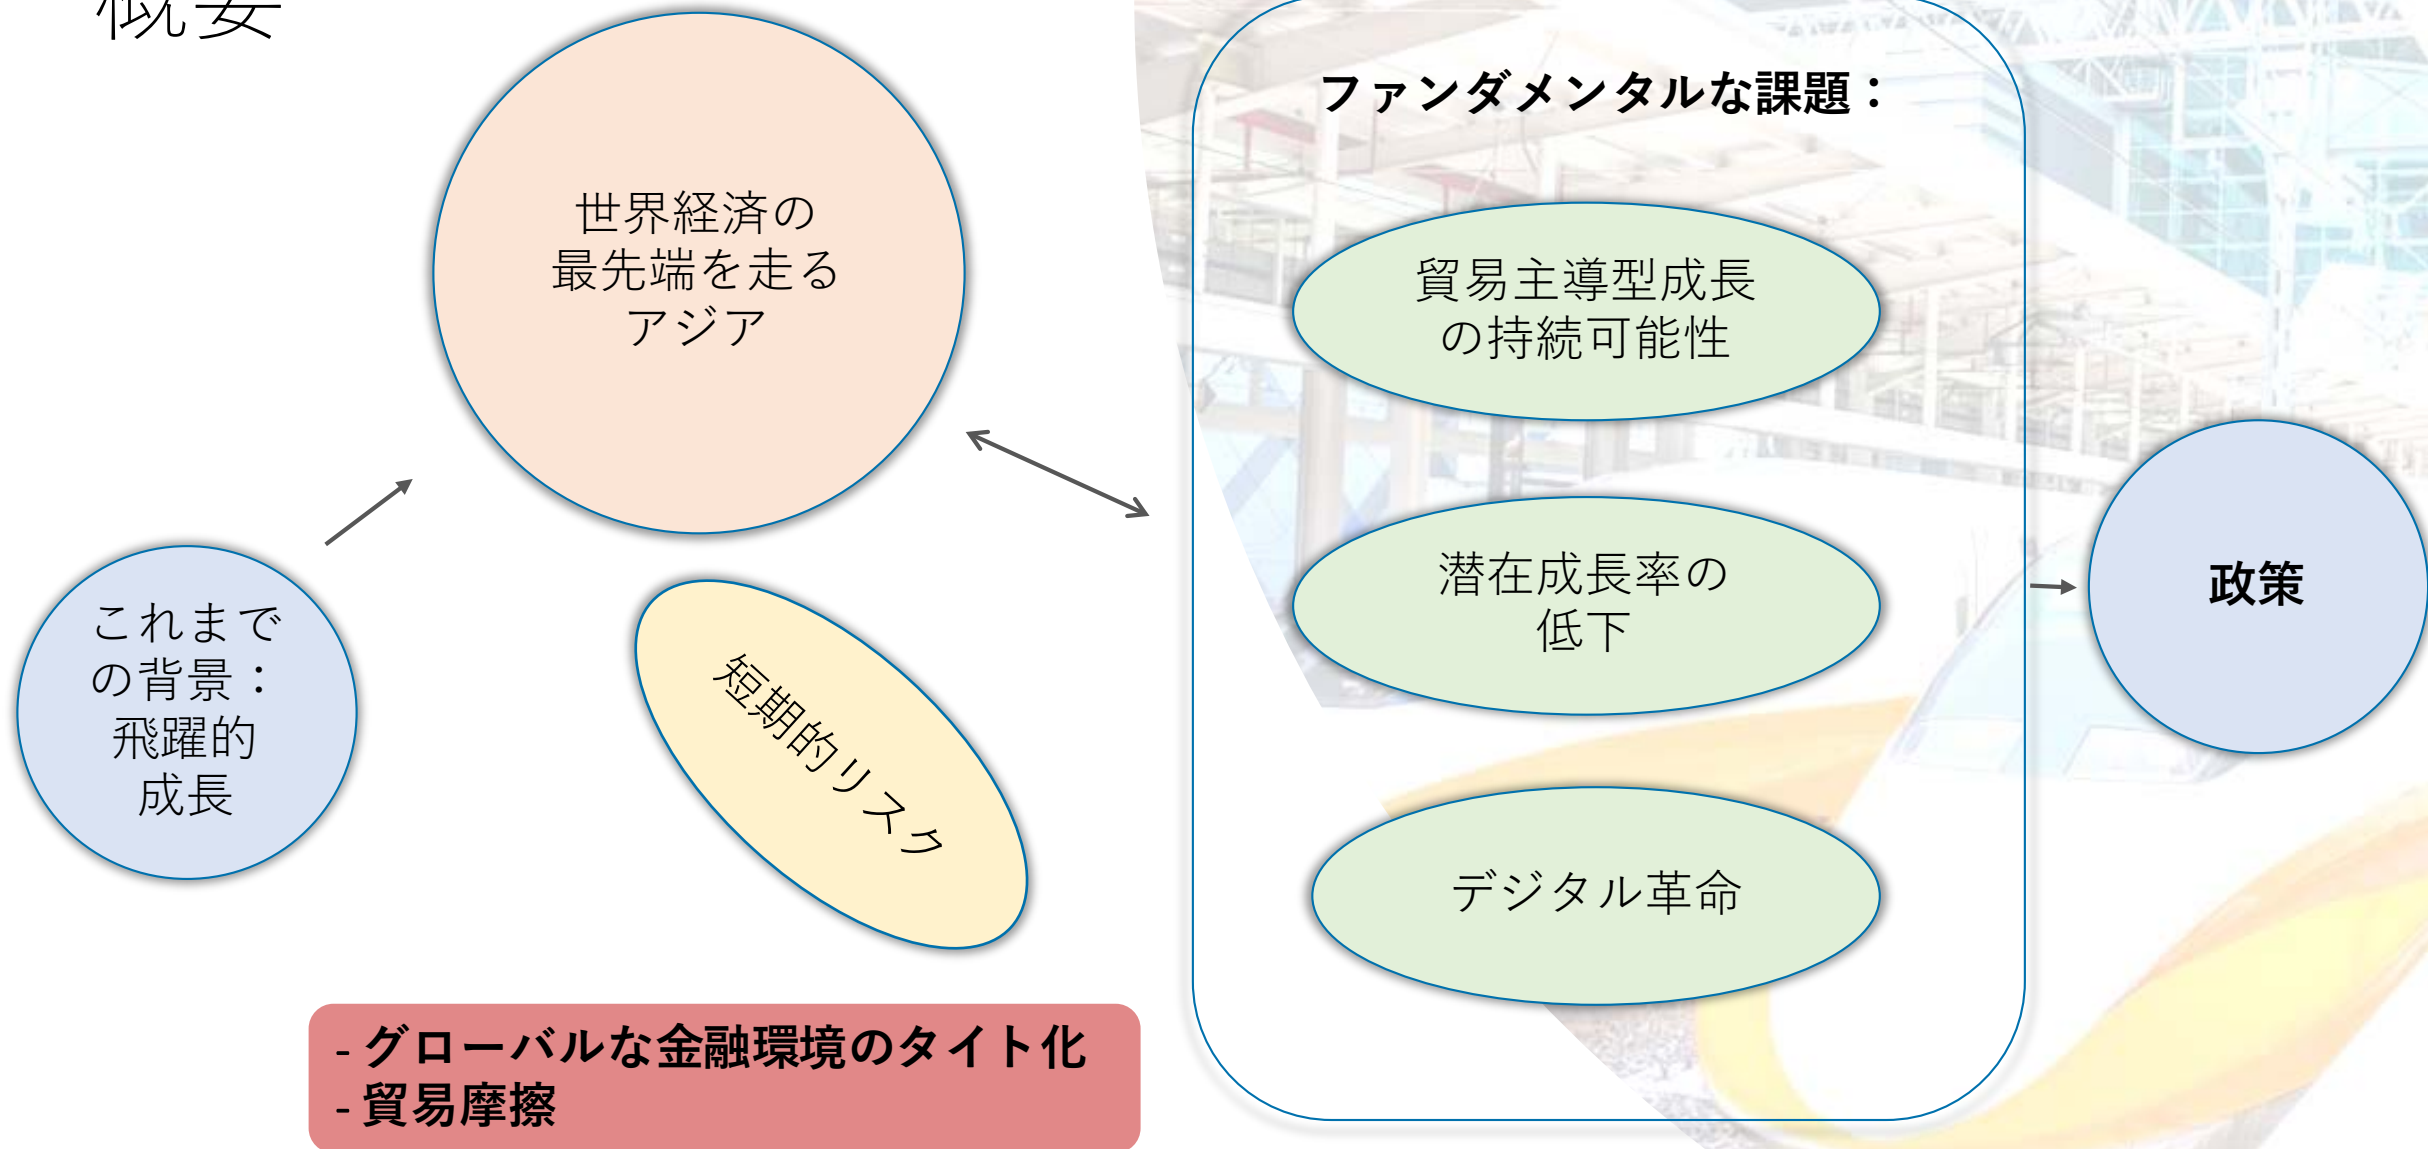 概要
世界経済の
最先端を走る
アジア
これまで
の背景：
飛躍的
成長
短期的リスク
- グローバルな金融環境のタイト化
- 貿易摩擦
ファンダメンタルな課題：
貿易主導型成長
の持続可能性
潜在成長率の
低下
デジタル革命
政策